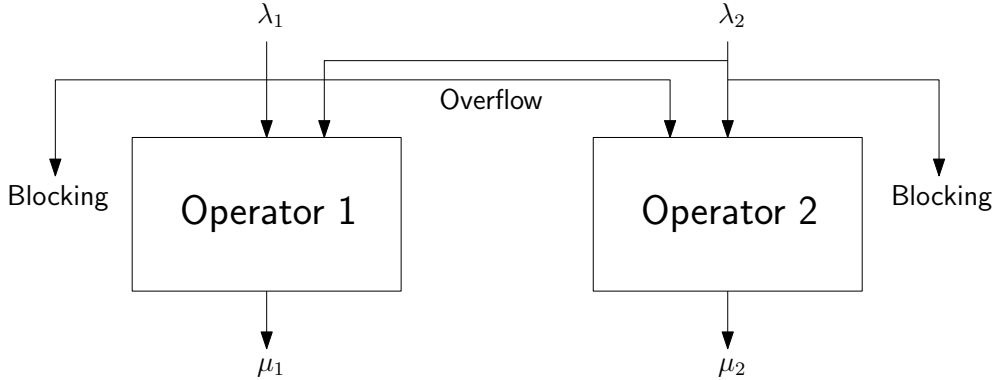 λ₁ λ₂
Overflow
Blocking Operator 1 Operator 2 Blocking
μ₁ μ₂